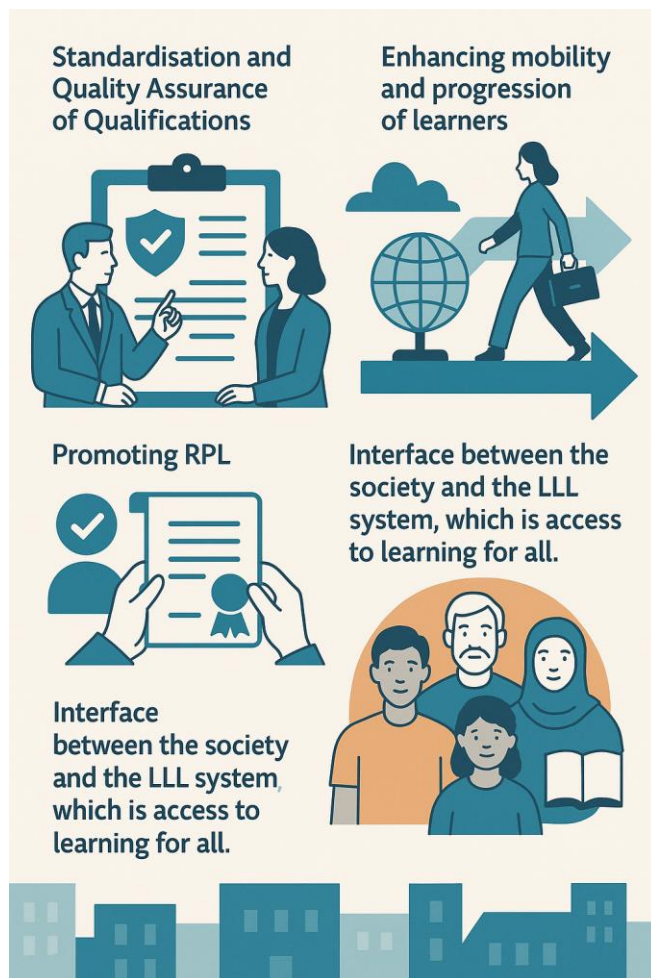 Standardisation and
Quality Assurance
of Qualifications
Enhancing mobility
and progression
of learners
Promoting RPL
Interface between the
society and the LLL
system, which is access
to learning for all.
Interface
between the society
and the LLL system,
which is access to
learning for all.